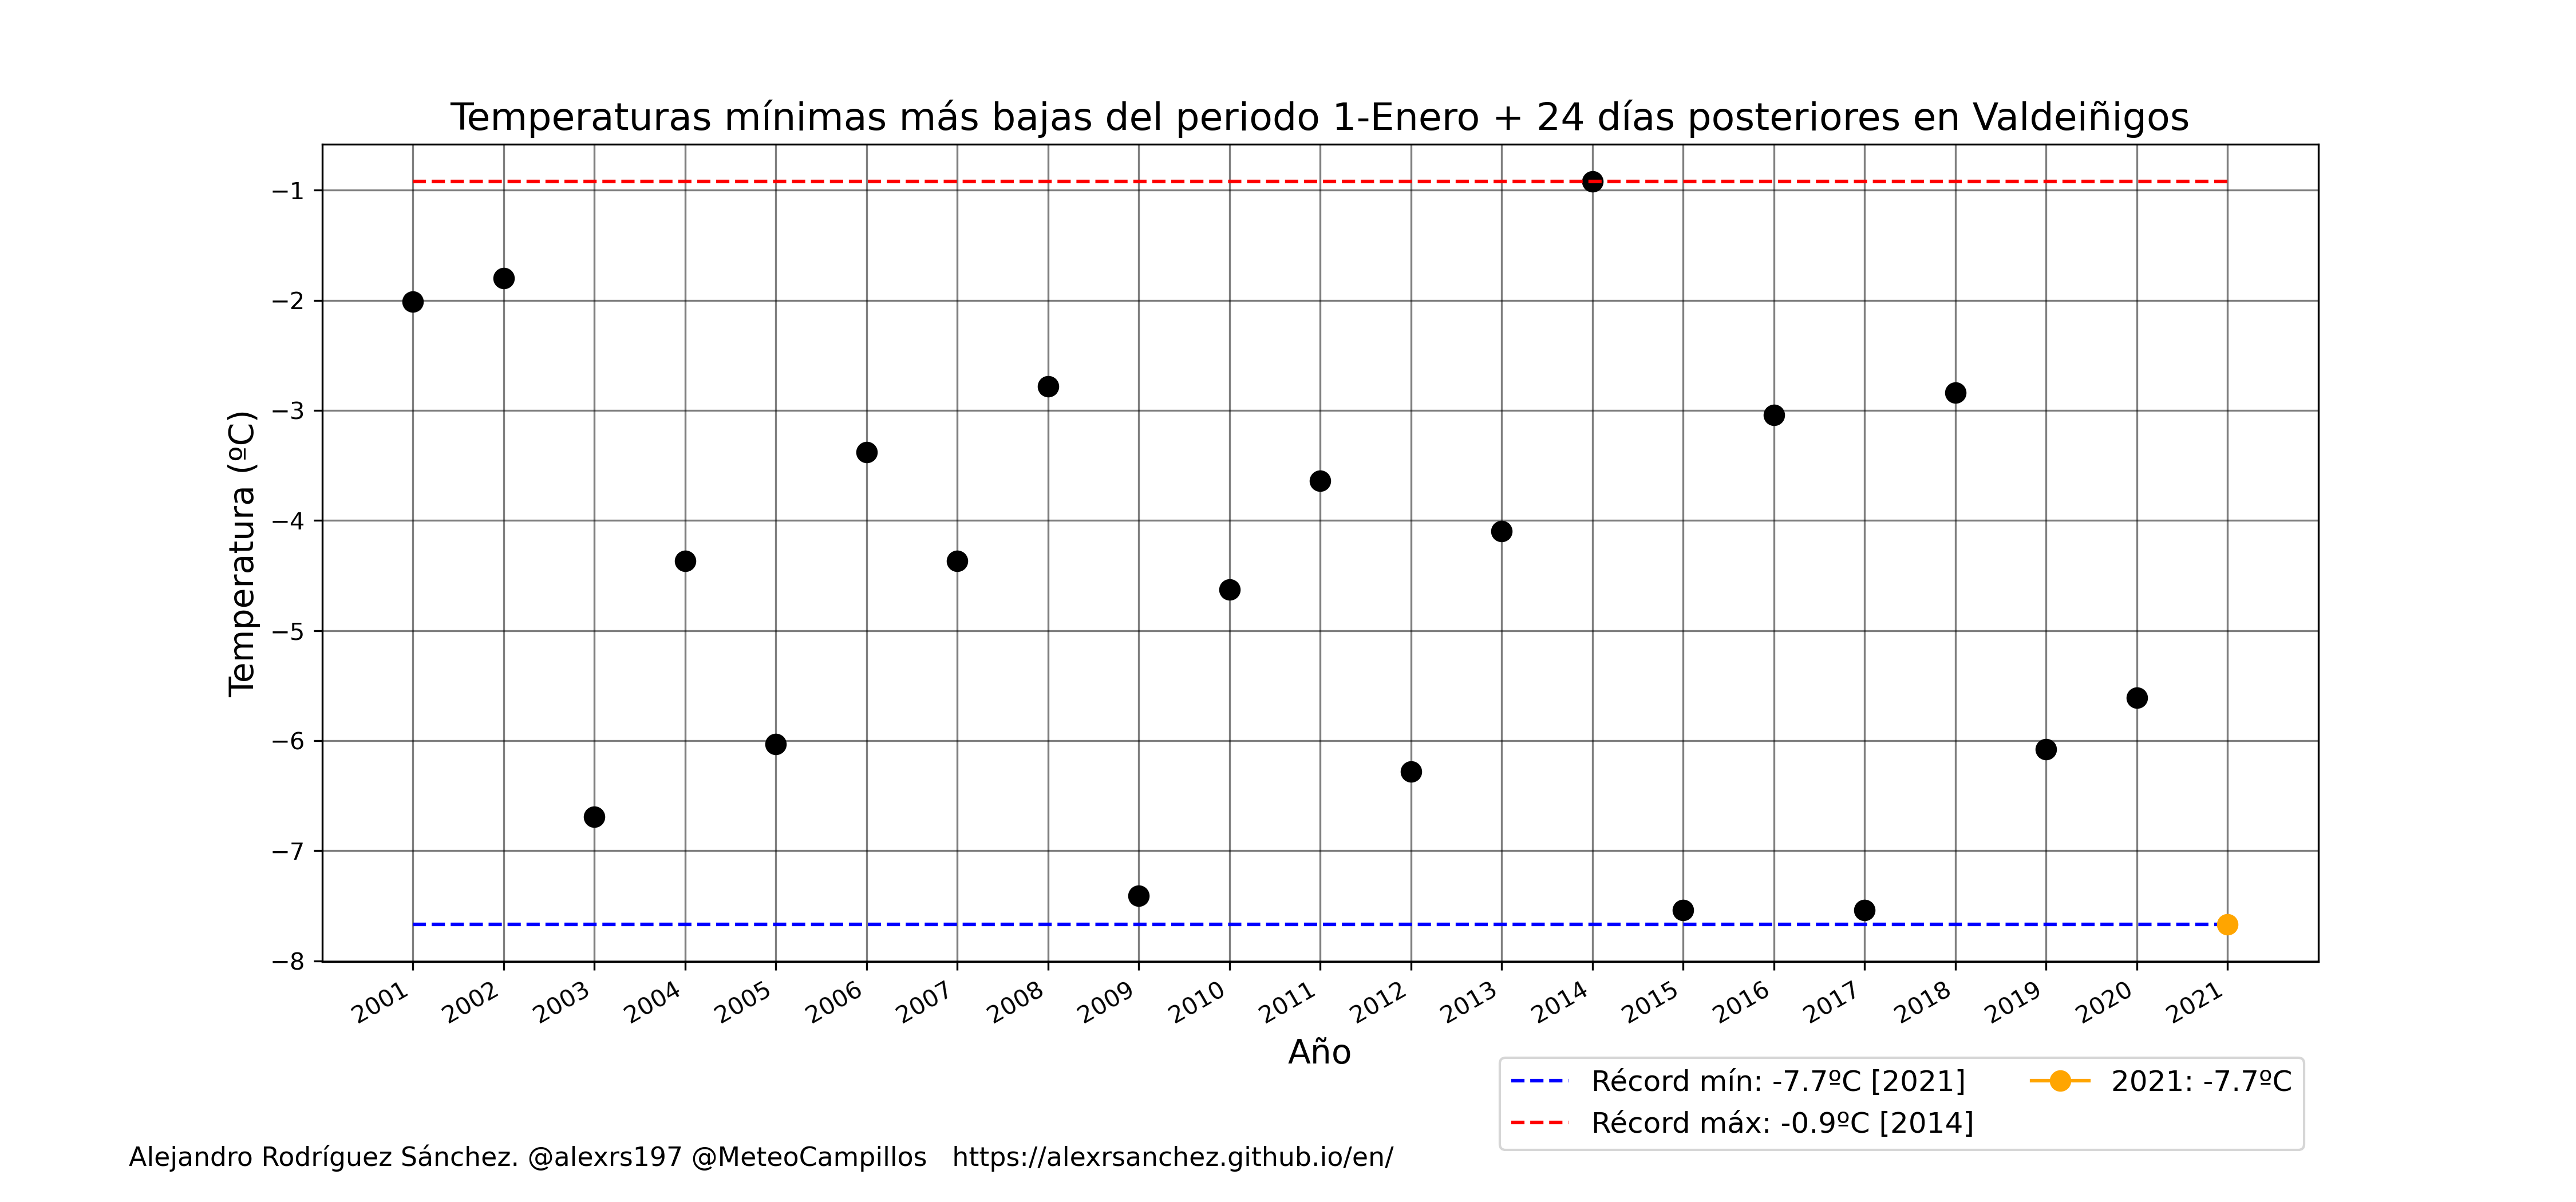 Temperaturas mínimas más bajas del periodo 1-Enero + 24 días posteriores en Valdeiñigos
Temperatura (ºC)
−1
−2
−3
−4
−5
−6
−7
−8
2001 2002 2003 2004 2005 2006 2007 2008 2009 2010 2011 2012 2013 2014 2015 2016 2017 2018 2019 2020 2021
Año
Récord mín: -7.7ºC [2021]
Récord máx: -0.9ºC [2014]
2021: -7.7ºC
Alejandro Rodríguez Sánchez. @alexrs197 @MeteoCampillos https://alexrsanchez.github.io/en/